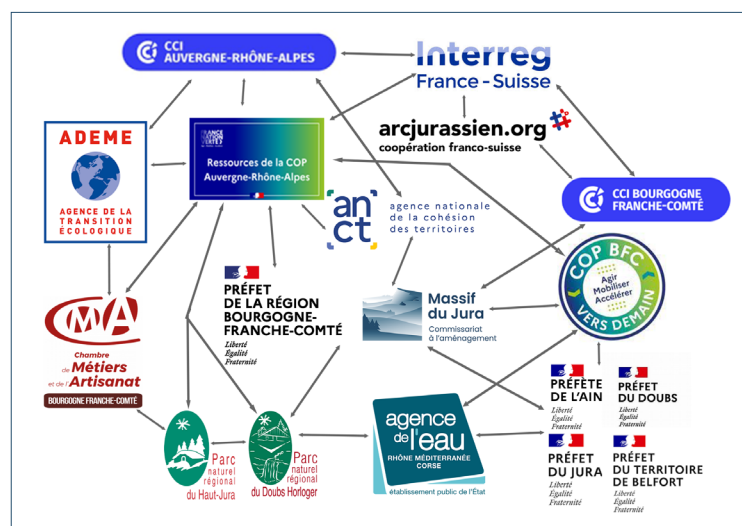 CCI
AUVERGNE-RHÔNE-ALPES
Interreg
France - Suisse
ADEME
AGENCE DE LA
TRANSITION
ÉCOLOGIQUE
FRANCE
NATION
VERTE
Ressources de la COP
Auvergne-Rhône-Alpes
arcjurassien.org
coopération franco-suisse
CCI BOURGOGNE
FRANCHE-COMTÉ
an
ct
agence nationale
de la cohésion
des territoires
COP BFC
Agir
Mobiliser
Accélérer
VERS DEMAIN
CMA
Chambre
de Métiers
et de l'Artisanat
BOURGOGNE FRANCHE-COMTÉ
PRÉFET
DE LA RÉGION
BOURGOGNE-
FRANCHE-COMTÉ
Liberté
Égalité
Fraternité
Massif
du Jura
Commissariat
à l'aménagement
PRÉFÈTE
DE L'AIN
Liberté
Égalité
Fraternité
PRÉFET
DU DOUBS
Liberté
Égalité
Fraternité
Parc
naturel
régional
du Haut-Jura
Parc
naturel
régional
du Doubs Horloger
agence
de l'eau
RHÔNE MÉDITERRANÉE
CORSE
établissement public de l'État
PRÉFET
DU JURA
Liberté
Égalité
Fraternité
PRÉFET
DU TERRITOIRE
DE BELFORT
Liberté
Égalité
Fraternité